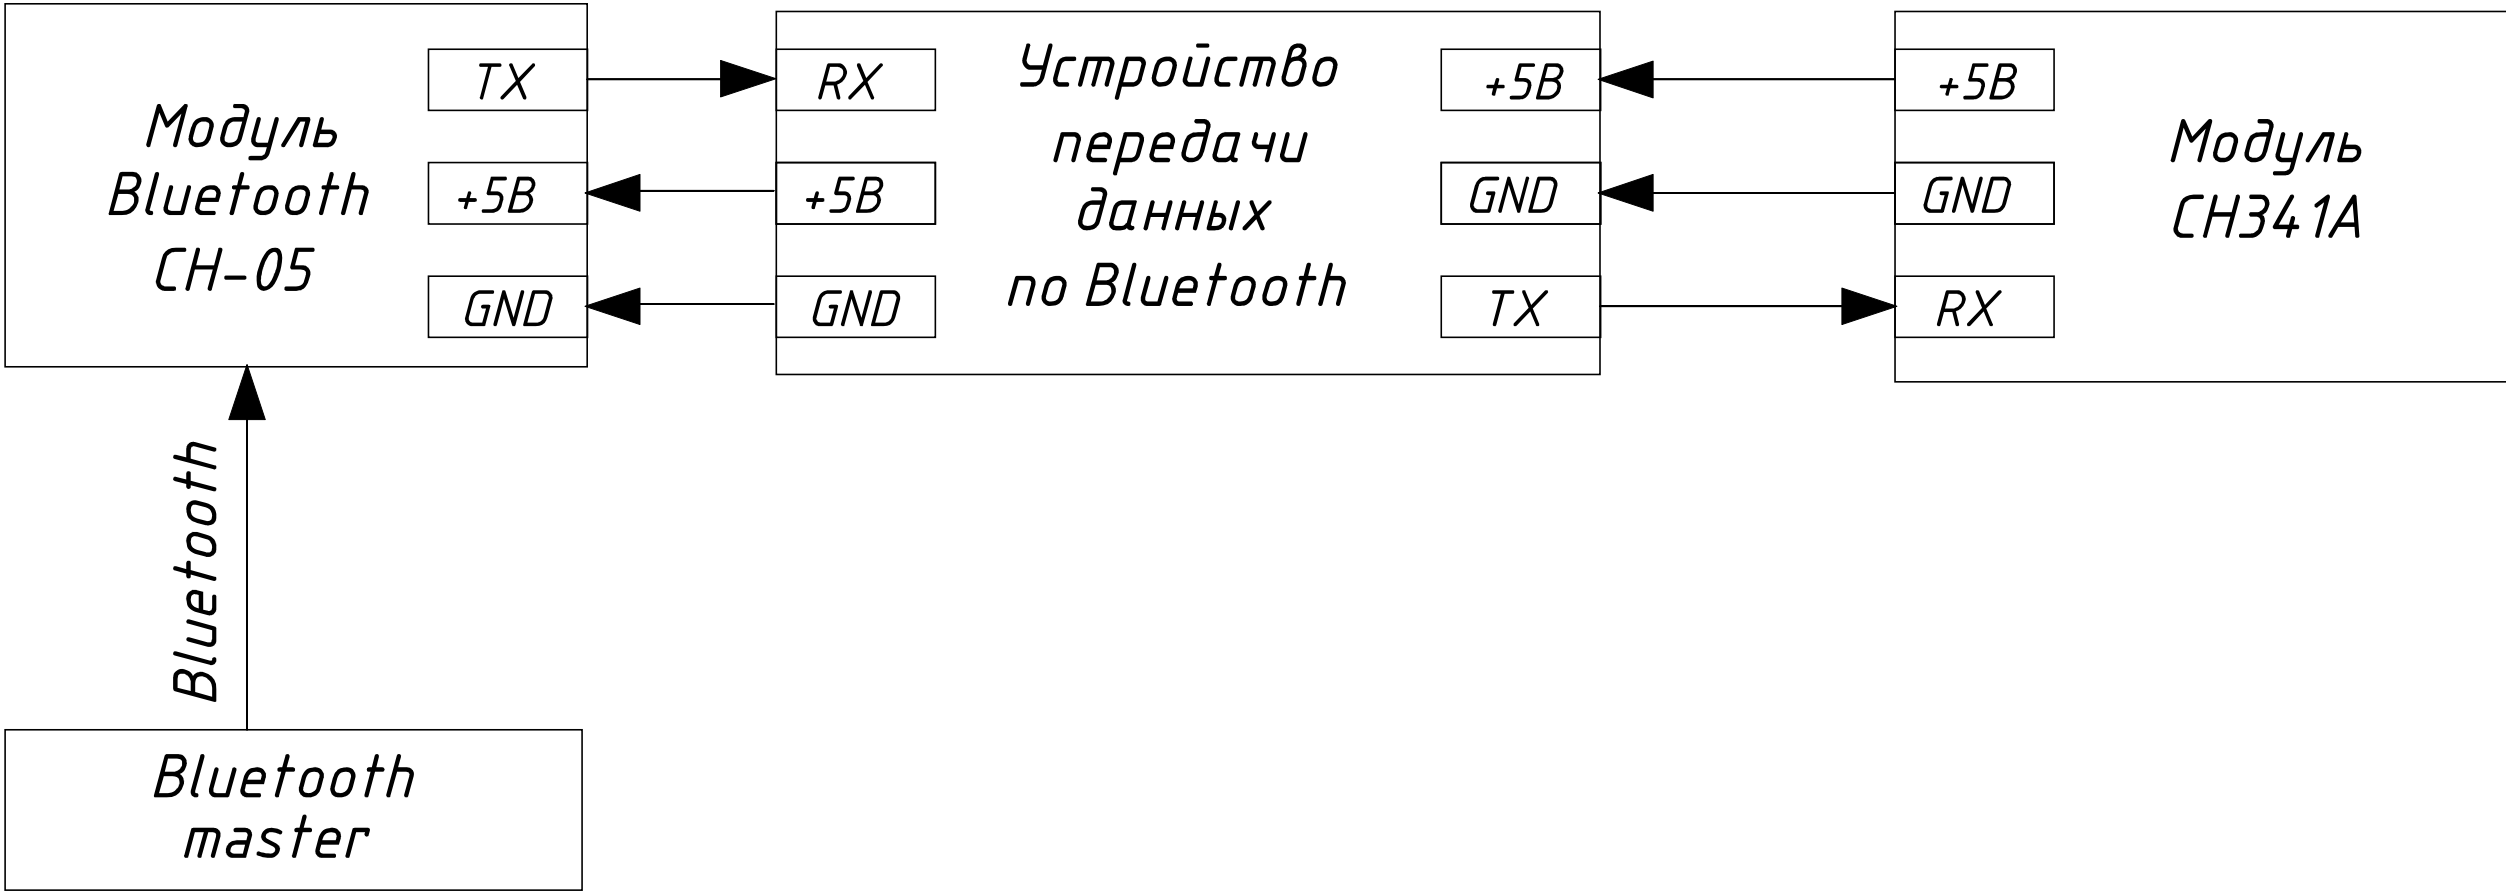 Модуль
Bluetooth
CH-05
TX
+5В
GND
RX
+5В
GND
Устройство
передачи
данных
по Bluetooth
+5В
GND
TX
+5В
GND
RX
Модуль
CH341A
Bluetooth
Bluetooth
master